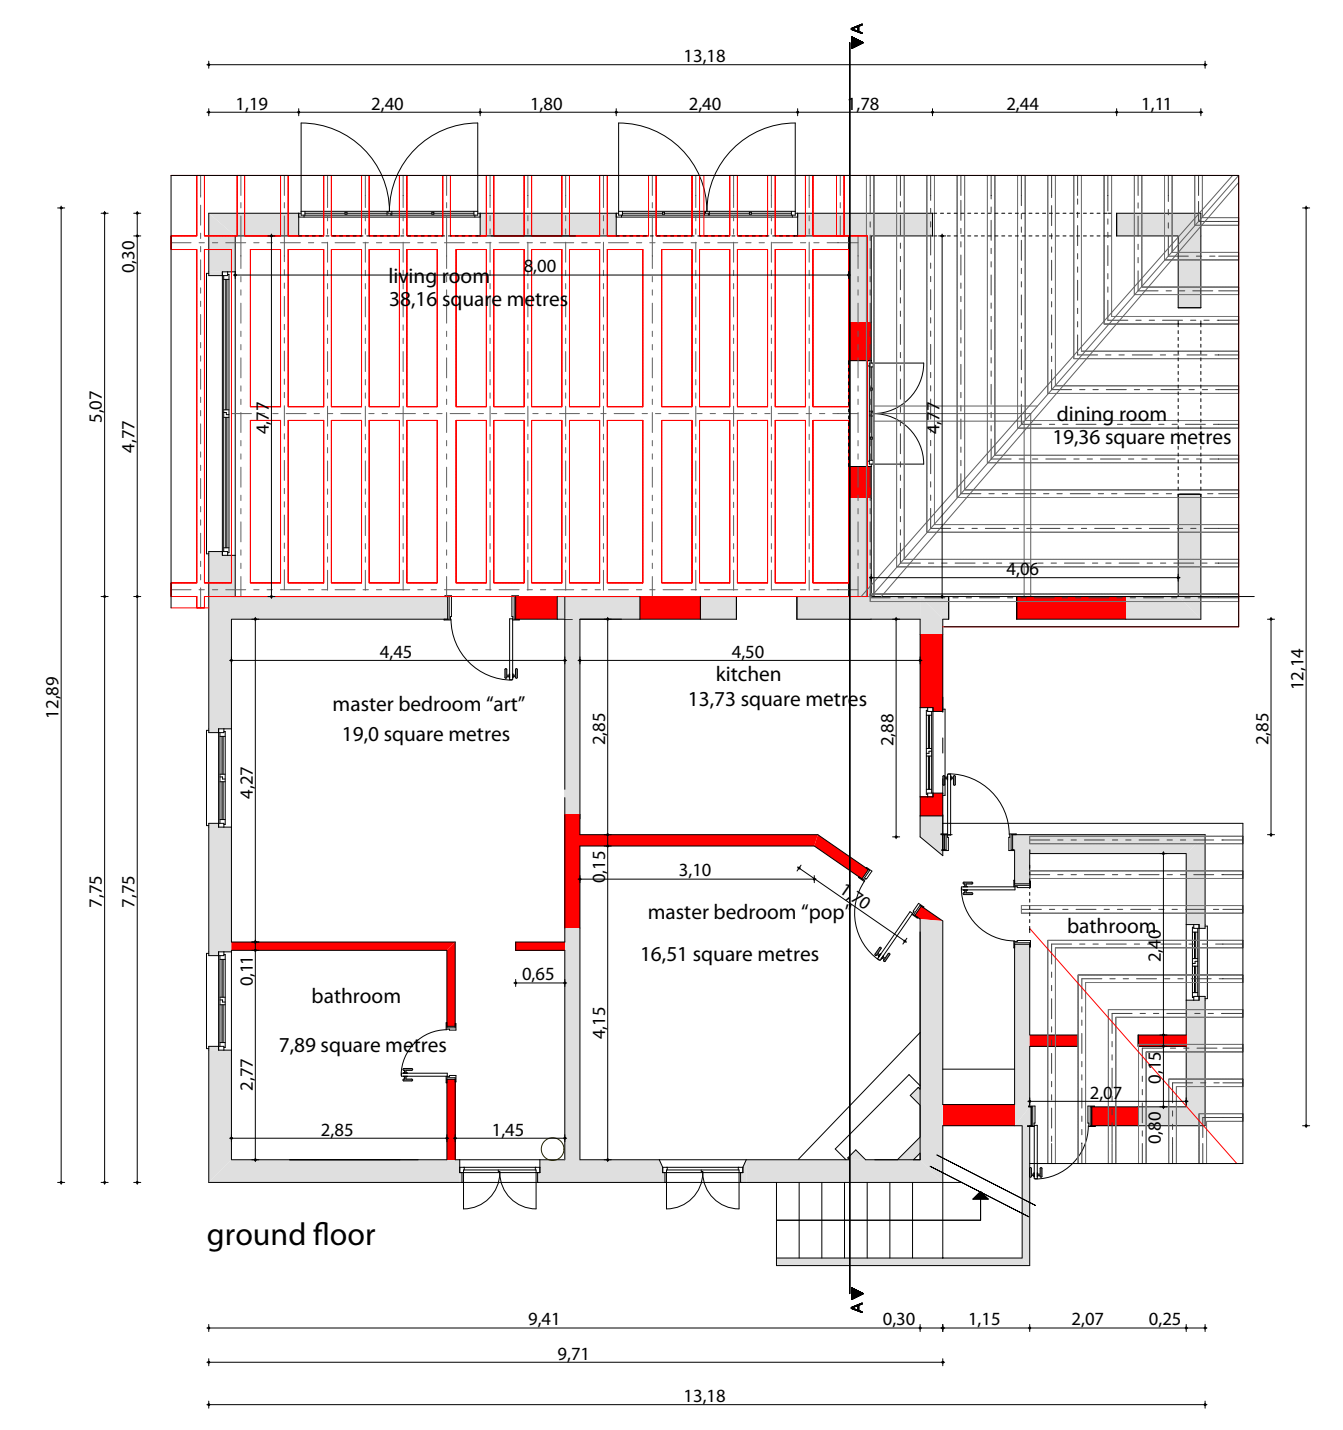 A
13,18
1,19 2,40 1,80 2,40 1,78 2,44 1,11
0,30
8,00
living room
38,16 square metres
5,07
4,77
4,77
4,77
dining room
19,36 square metres
4,06
4,45
4,50
kitchen
13,73 square metres
master bedroom “art”
19,0 square metres
12,89
12,14
2,85
2,88
2,85
4,27
7,75
7,75
0,15
3,10
1,70
master bedroom “pop”
16,51 square metres
bathroom
2,40
0,11
0,65
bathroom
7,89 square metres
4,15
2,77
0,15
2,07
0,80
2,85
1,45
ground floor
A
9,41 0,30 1,15 2,07 0,25
9,71
13,18